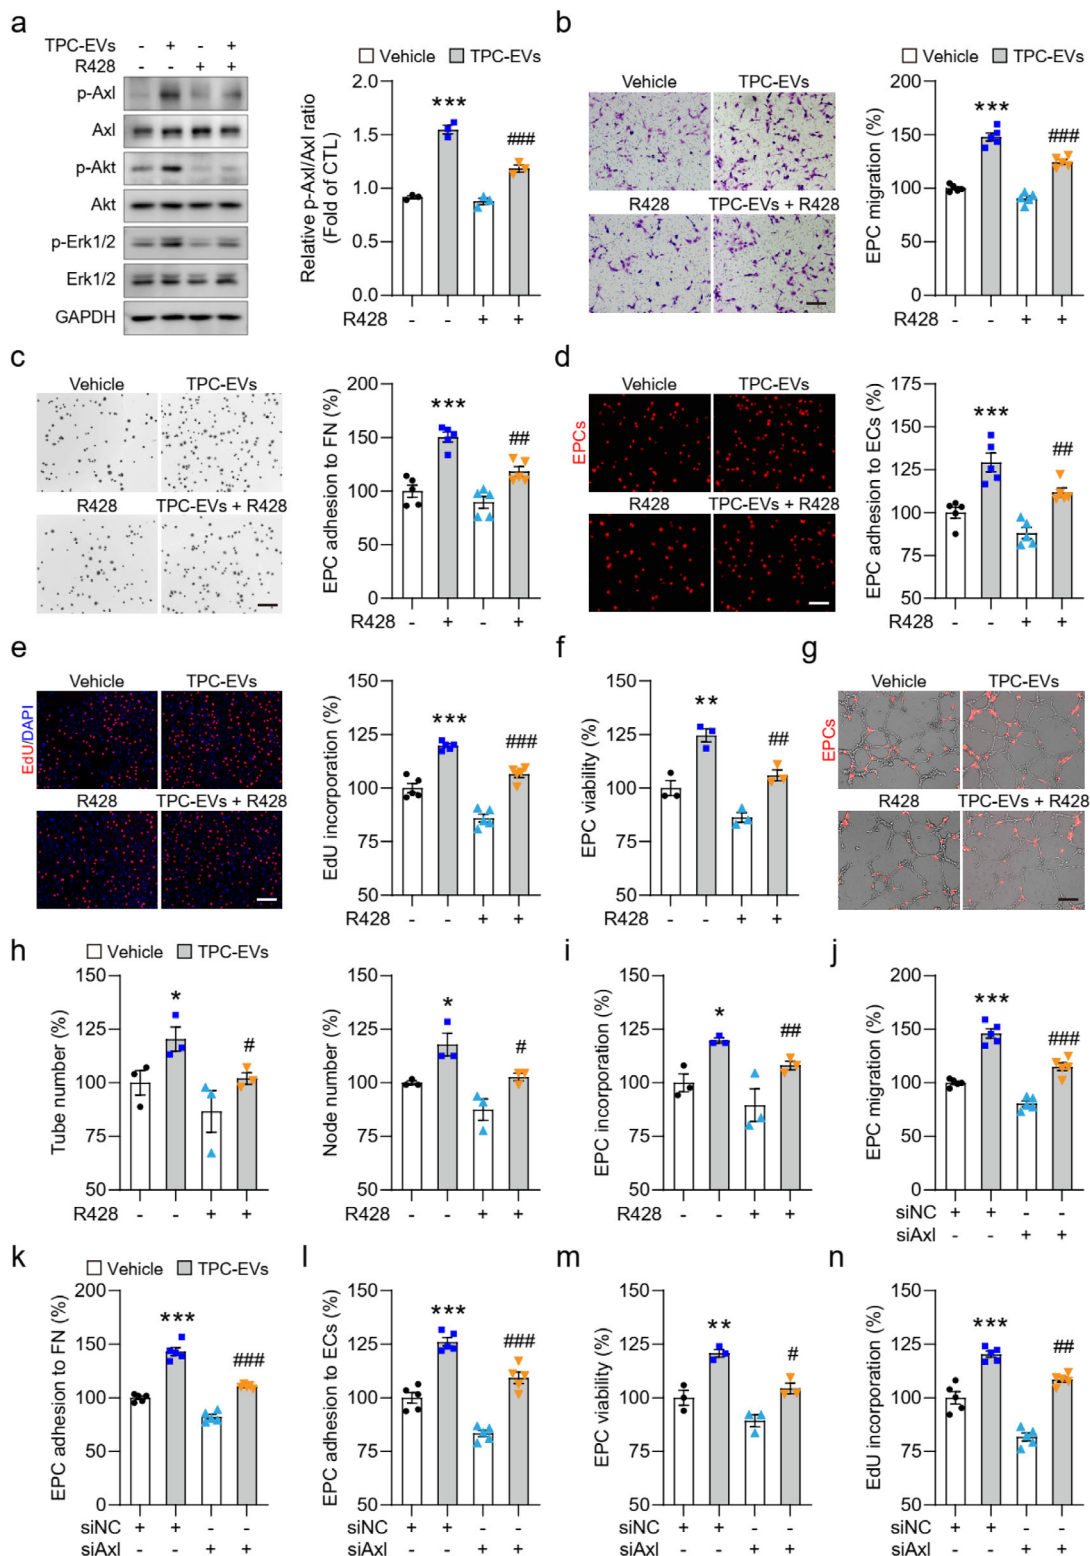 a
TPC-EVs - + - +
R428 - - + +
p-Axl
Axl
p-Akt
Akt
p-Erk1/2
Erk1/2
GAPDH
Vehicle TPC-EVs
Relative p-Axl/Axl ratio
(Fold of CTL)
2.0
1.5
1.0
0.5
0.0
***
###
R428 - - + +
b
Vehicle TPC-EVs
R428 TPC-EVs + R428
Vehicle TPC-EVs
EPC migration (%)
200
150
100
50
0
***
###
R428 - - + +
c
Vehicle TPC-EVs
R428 TPC-EVs + R428
EPC adhesion to FN (%)
200
150
100
50
0
***
##
R428 - + - +
d
EPCs
Vehicle TPC-EVs
R428 TPC-EVs + R428
EPC adhesion to ECs (%)
175
150
125
100
75
50
***
##
R428 - - + +
e
EdU/DAPI
Vehicle TPC-EVs
R428 TPC-EVs + R428
EdU incorporation (%)
150
125
100
75
50
***
###
R428 - - + +
f
EPC viability (%)
150
125
100
75
50
**
##
R428 - - + +
g
EPCs
Vehicle TPC-EVs
R428 TPC-EVs + R428
h
Vehicle TPC-EVs
Tube number (%)
150
125
100
75
50
*
#
R428 - - + +
Node number (%)
150
125
100
75
50
*
#
R428 - - + +
i
EPC incorporation (%)
150
125
100
75
50
*
##
R428 - - + +
j
EPC migration (%)
200
150
100
50
0
***
###
siNC + + - -
siAxl - - + +
k
Vehicle TPC-EVs
EPC adhesion to FN (%)
200
150
100
50
0
***
###
siNC + + - -
siAxl - - + +
l
EPC adhesion to ECs (%)
150
125
100
75
50
***
###
siNC + + - -
siAxl - - + +
m
EPC viability (%)
150
125
100
75
50
**
#
siNC + + - -
siAxl - - + +
n
EdU incorporation (%)
150
125
100
75
50
***
##
siNC + + - -
siAxl - - + +